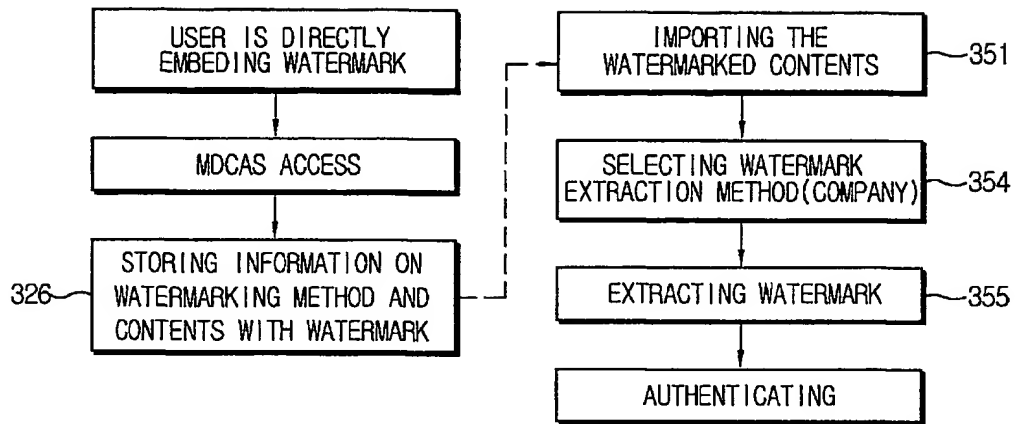 USER IS DIRECTLY
EMBEDING WATERMARK
MDCAS ACCESS
326
STORING INFORMATION ON
WATERMARKING METHOD AND
CONTENTS WITH WATERMARK
IMPORTING THE
WATERMARKED CONTENTS
351
SELECTING WATERMARK
EXTRACTION METHOD(COMPANY)
354
EXTRACTING WATERMARK
355
AUTHENTICATING